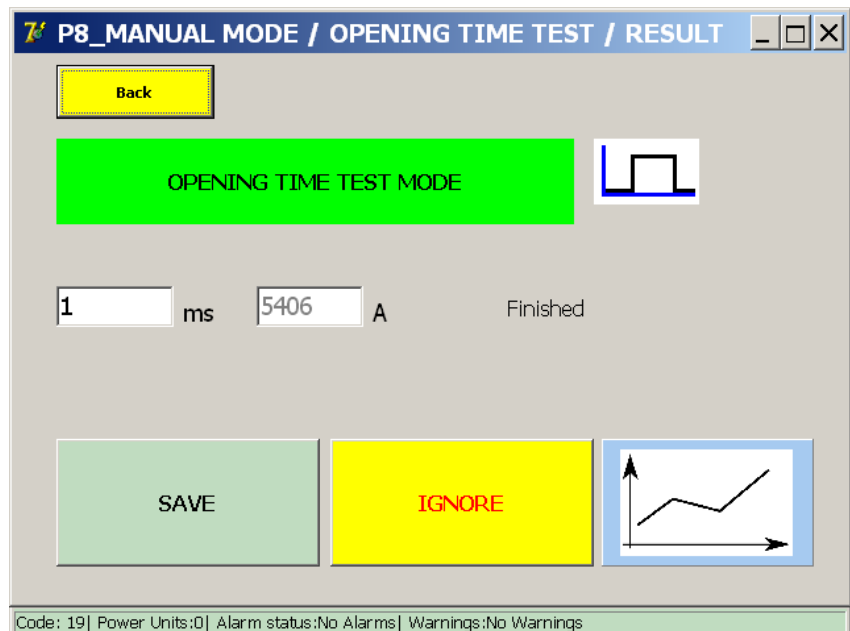 P8_MANUAL MODE / OPENING TIME TEST / RESULT
Back
OPENING TIME TEST MODE
1 ms 5406 A Finished
SAVE IGNORE
Code: 19| Power Units:0| Alarm status:No Alarms| Warnings:No Warnings